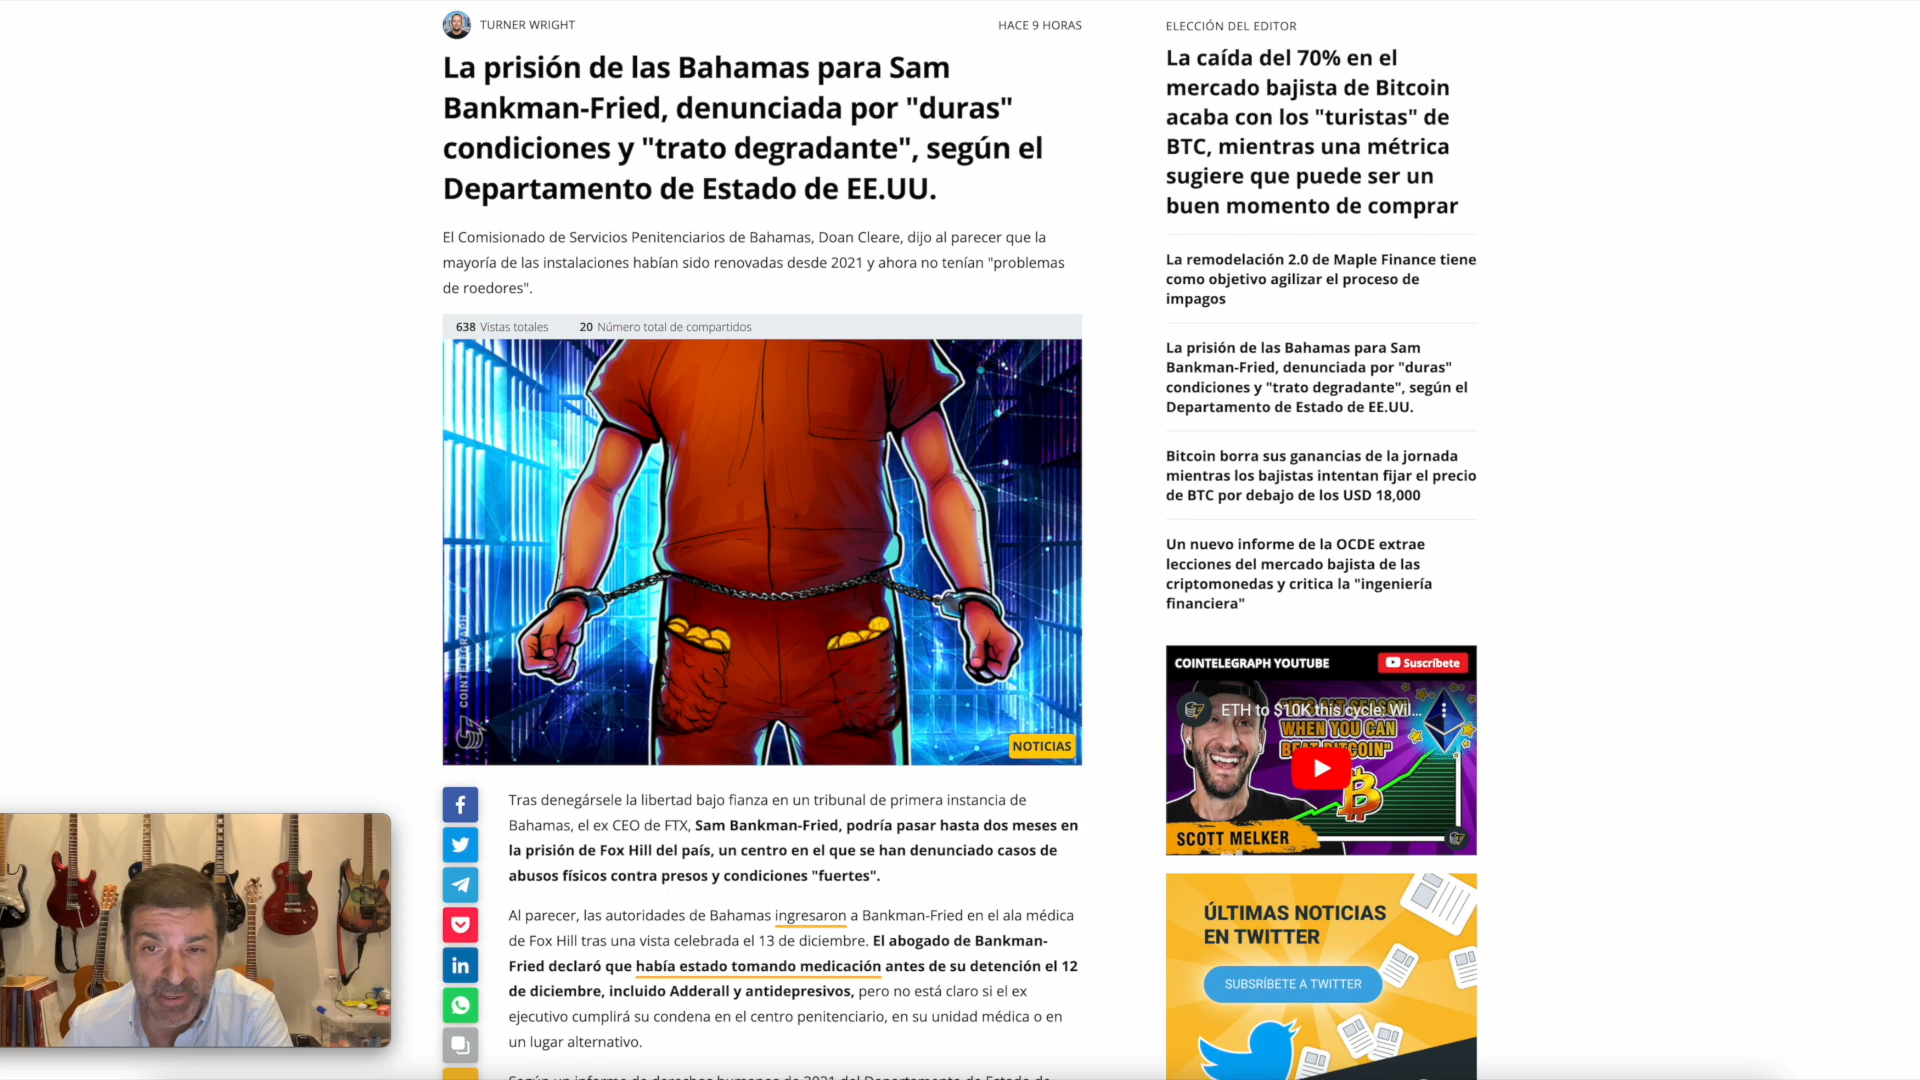 TURNER WRIGHT
HACE 9 HORAS
La prisión de las Bahamas para Sam
Bankman-Fried, denunciada por "duras"
condiciones y "trato degradante", según el
Departamento de Estado de EE.UU.
El Comisionado de Servicios Penitenciarios de Bahamas, Doan Cleare, dijo al parecer que la
mayoría de las instalaciones habían sido renovadas desde 2021 y ahora no tenían "problemas
de roedores".
638 Vistas totales
20 Número total de compartidos
COINTELEGRAPH
NOTICIAS
Tras denegársele la libertad bajo fianza en un tribunal de primera instancia de
Bahamas, el ex CEO de FTX, Sam Bankman-Fried, podría pasar hasta dos meses en
la prisión de Fox Hill del país, un centro en el que se han denunciado casos de
abusos físicos contra presos y condiciones "fuertes".
Al parecer, las autoridades de Bahamas ingresaron a Bankman-Fried en el ala médica
de Fox Hill tras una vista celebrada el 13 de diciembre. El abogado de Bankman-
Fried declaró que había estado tomando medicación antes de su detención el 12
de diciembre, incluido Adderall y antidepresivos, pero no está claro si el ex
ejecutivo cumplirá su condena en el centro penitenciario, en su unidad médica o en
un lugar alternativo.
Según un informe de derechos humanos de 2021 del Departamento de Estado de
ELECCIÓN DEL EDITOR
La caída del 70% en el
mercado bajista de Bitcoin
acaba con los "turistas" de
BTC, mientras una métrica
sugiere que puede ser un
buen momento de comprar
La remodelación 2.0 de Maple Finance tiene
como objetivo agilizar el proceso de
impagos
La prisión de las Bahamas para Sam
Bankman-Fried, denunciada por "duras"
condiciones y "trato degradante", según el
Departamento de Estado de EE.UU.
Bitcoin borra sus ganancias de la jornada
mientras los bajistas intentan fijar el precio
de BTC por debajo de los USD 18,000
Un nuevo informe de la OCDE extrae
lecciones del mercado bajista de las
criptomonedas y critica la "ingeniería
financiera"
COINTELEGRAPH YOUTUBE
Suscríbete
ETH to $10K this cycle: Wil...
ALT SEASON
WHEN YOU CAN
BEAT BITCOIN"
SCOTT MELKER
ÚLTIMAS NOTICIAS
EN TWITTER
SUBSRÍBETE A TWITTER